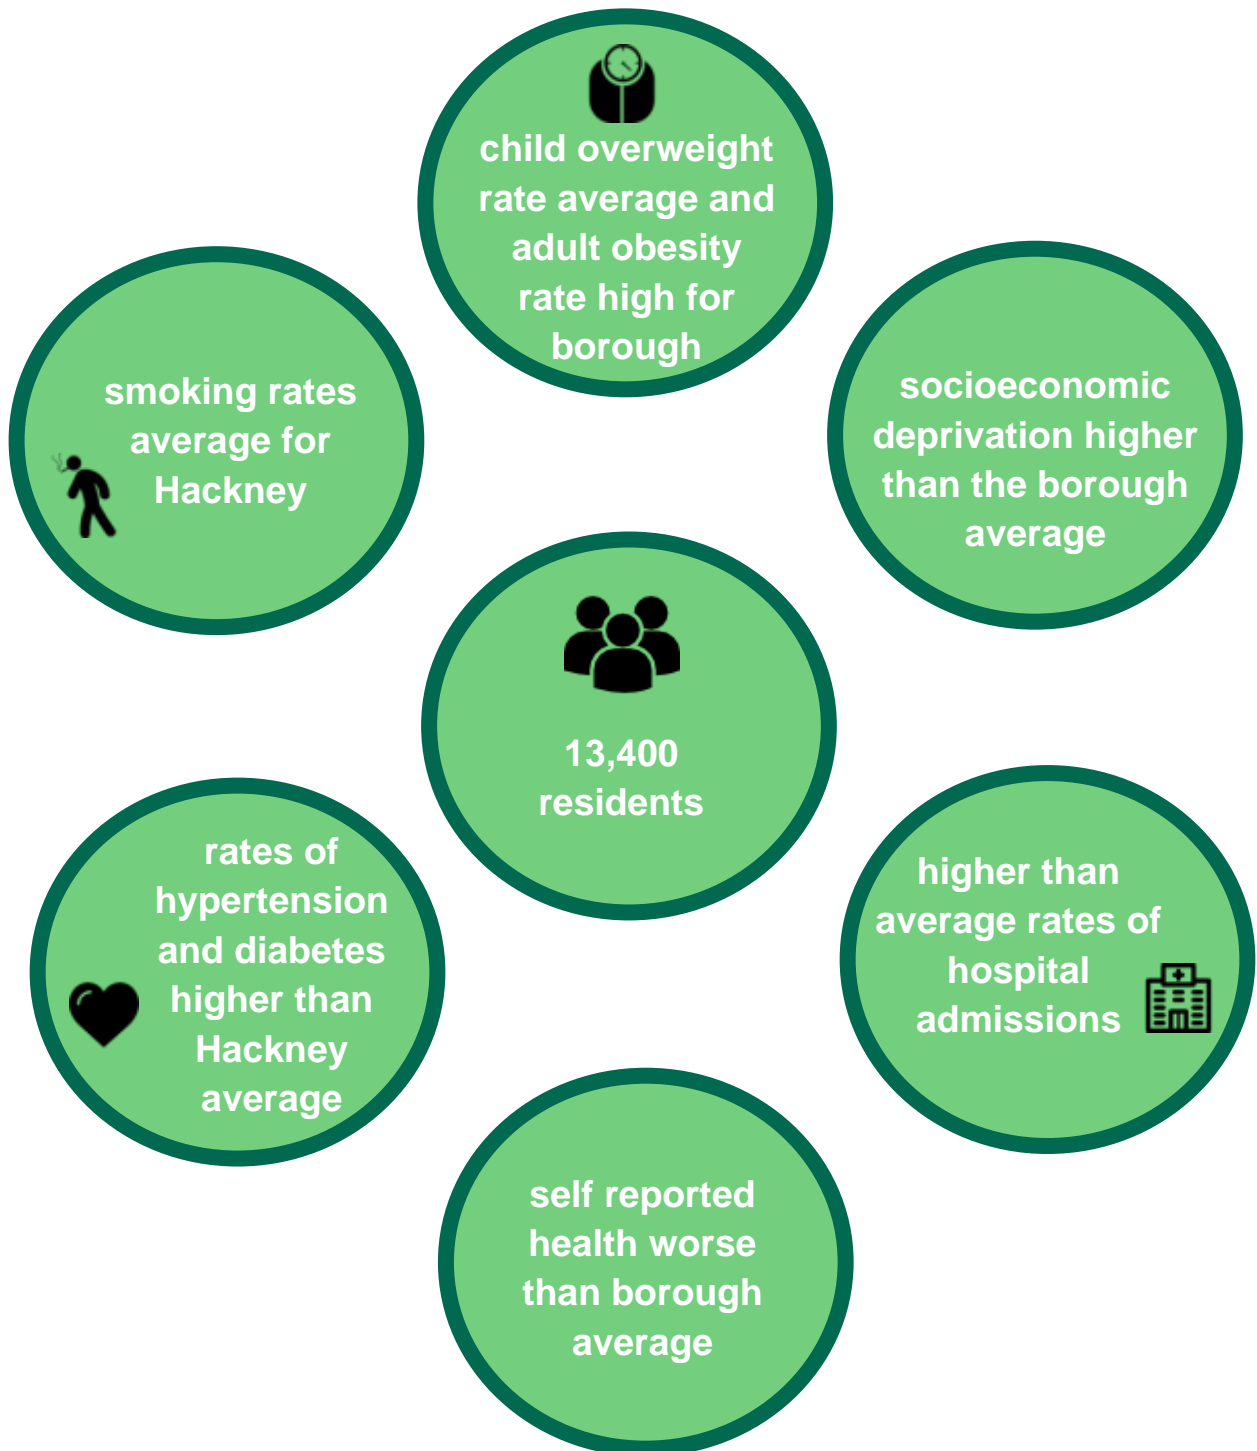 child overweight
rate average and
adult obesity
rate high for
borough
smoking rates
average for
Hackney
socioeconomic
deprivation higher
than the borough
average
13,400
residents
rates of
hypertension
and diabetes
higher than
Hackney
average
higher than
average rates of
hospital
admissions
self reported
health worse
than borough
average